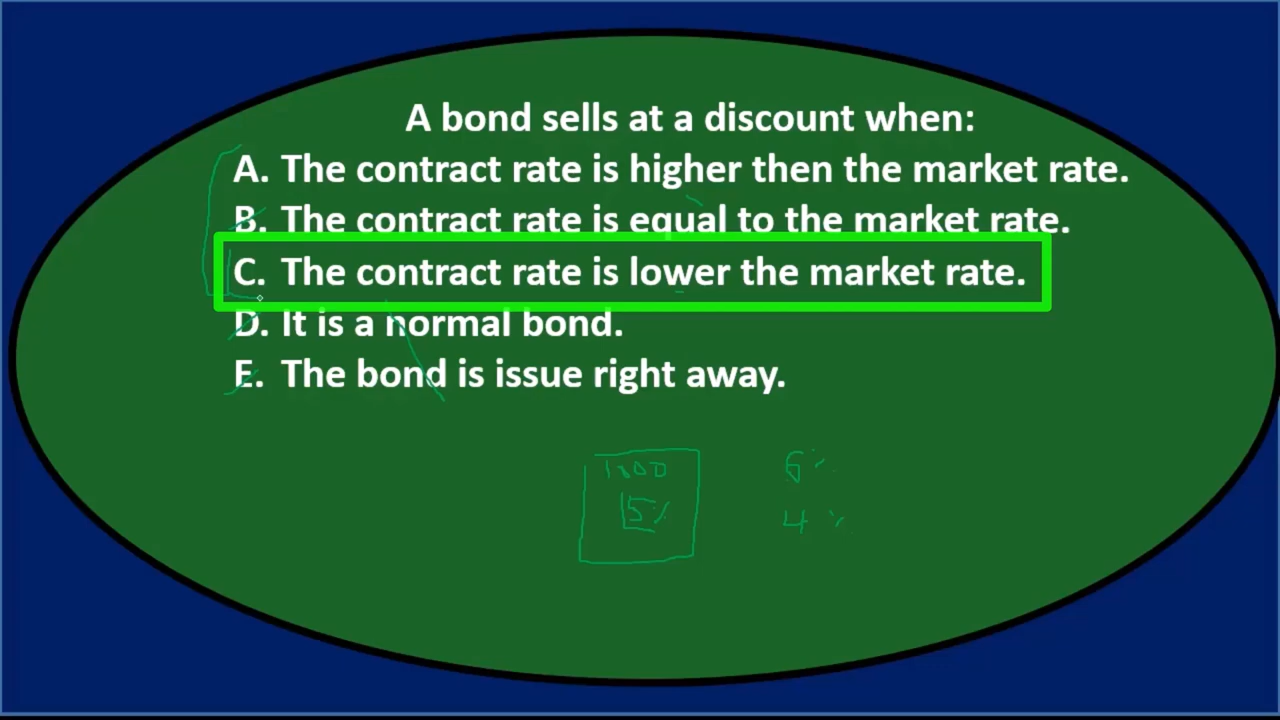 A bond sells at a discount when:
A. The contract rate is higher then the market rate.
B. The contract rate is equal to the market rate.
C. The contract rate is lower the market rate.
D. It is a normal bond.
E. The bond is issue right away.
5%
4%